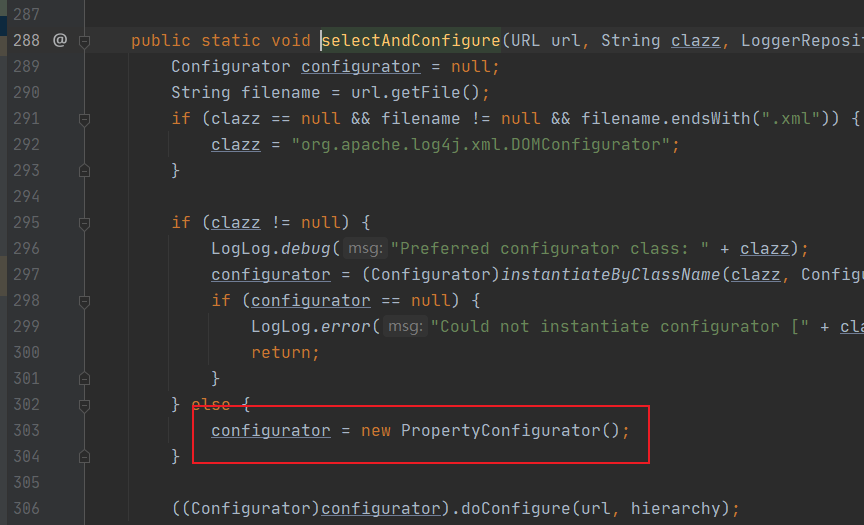 287
288 @ public static void selectAndConfigure(URL url, String clazz, LoggerReposit
289 Configurator configurator = null;
290 String filename = url.getFile();
291 if (clazz == null && filename != null && filename.endsWith(".xml")) {
292 clazz = "org.apache.log4j.xml.DOMConfigurator";
293 }
294
295 if (clazz != null) {
296 LogLog.debug( msg: "Preferred configurator class: " + clazz);
297 configurator = (Configurator)instantiateByClassName(clazz, Configu
298 if (configurator == null) {
299 LogLog.error( msg: "Could not instantiate configurator [" + cla
300 return;
301 }
302 } else {
303 configurator = new PropertyConfigurator();
304 }
305
306 ((Configurator)configurator).doConfigure(url, hierarchy);